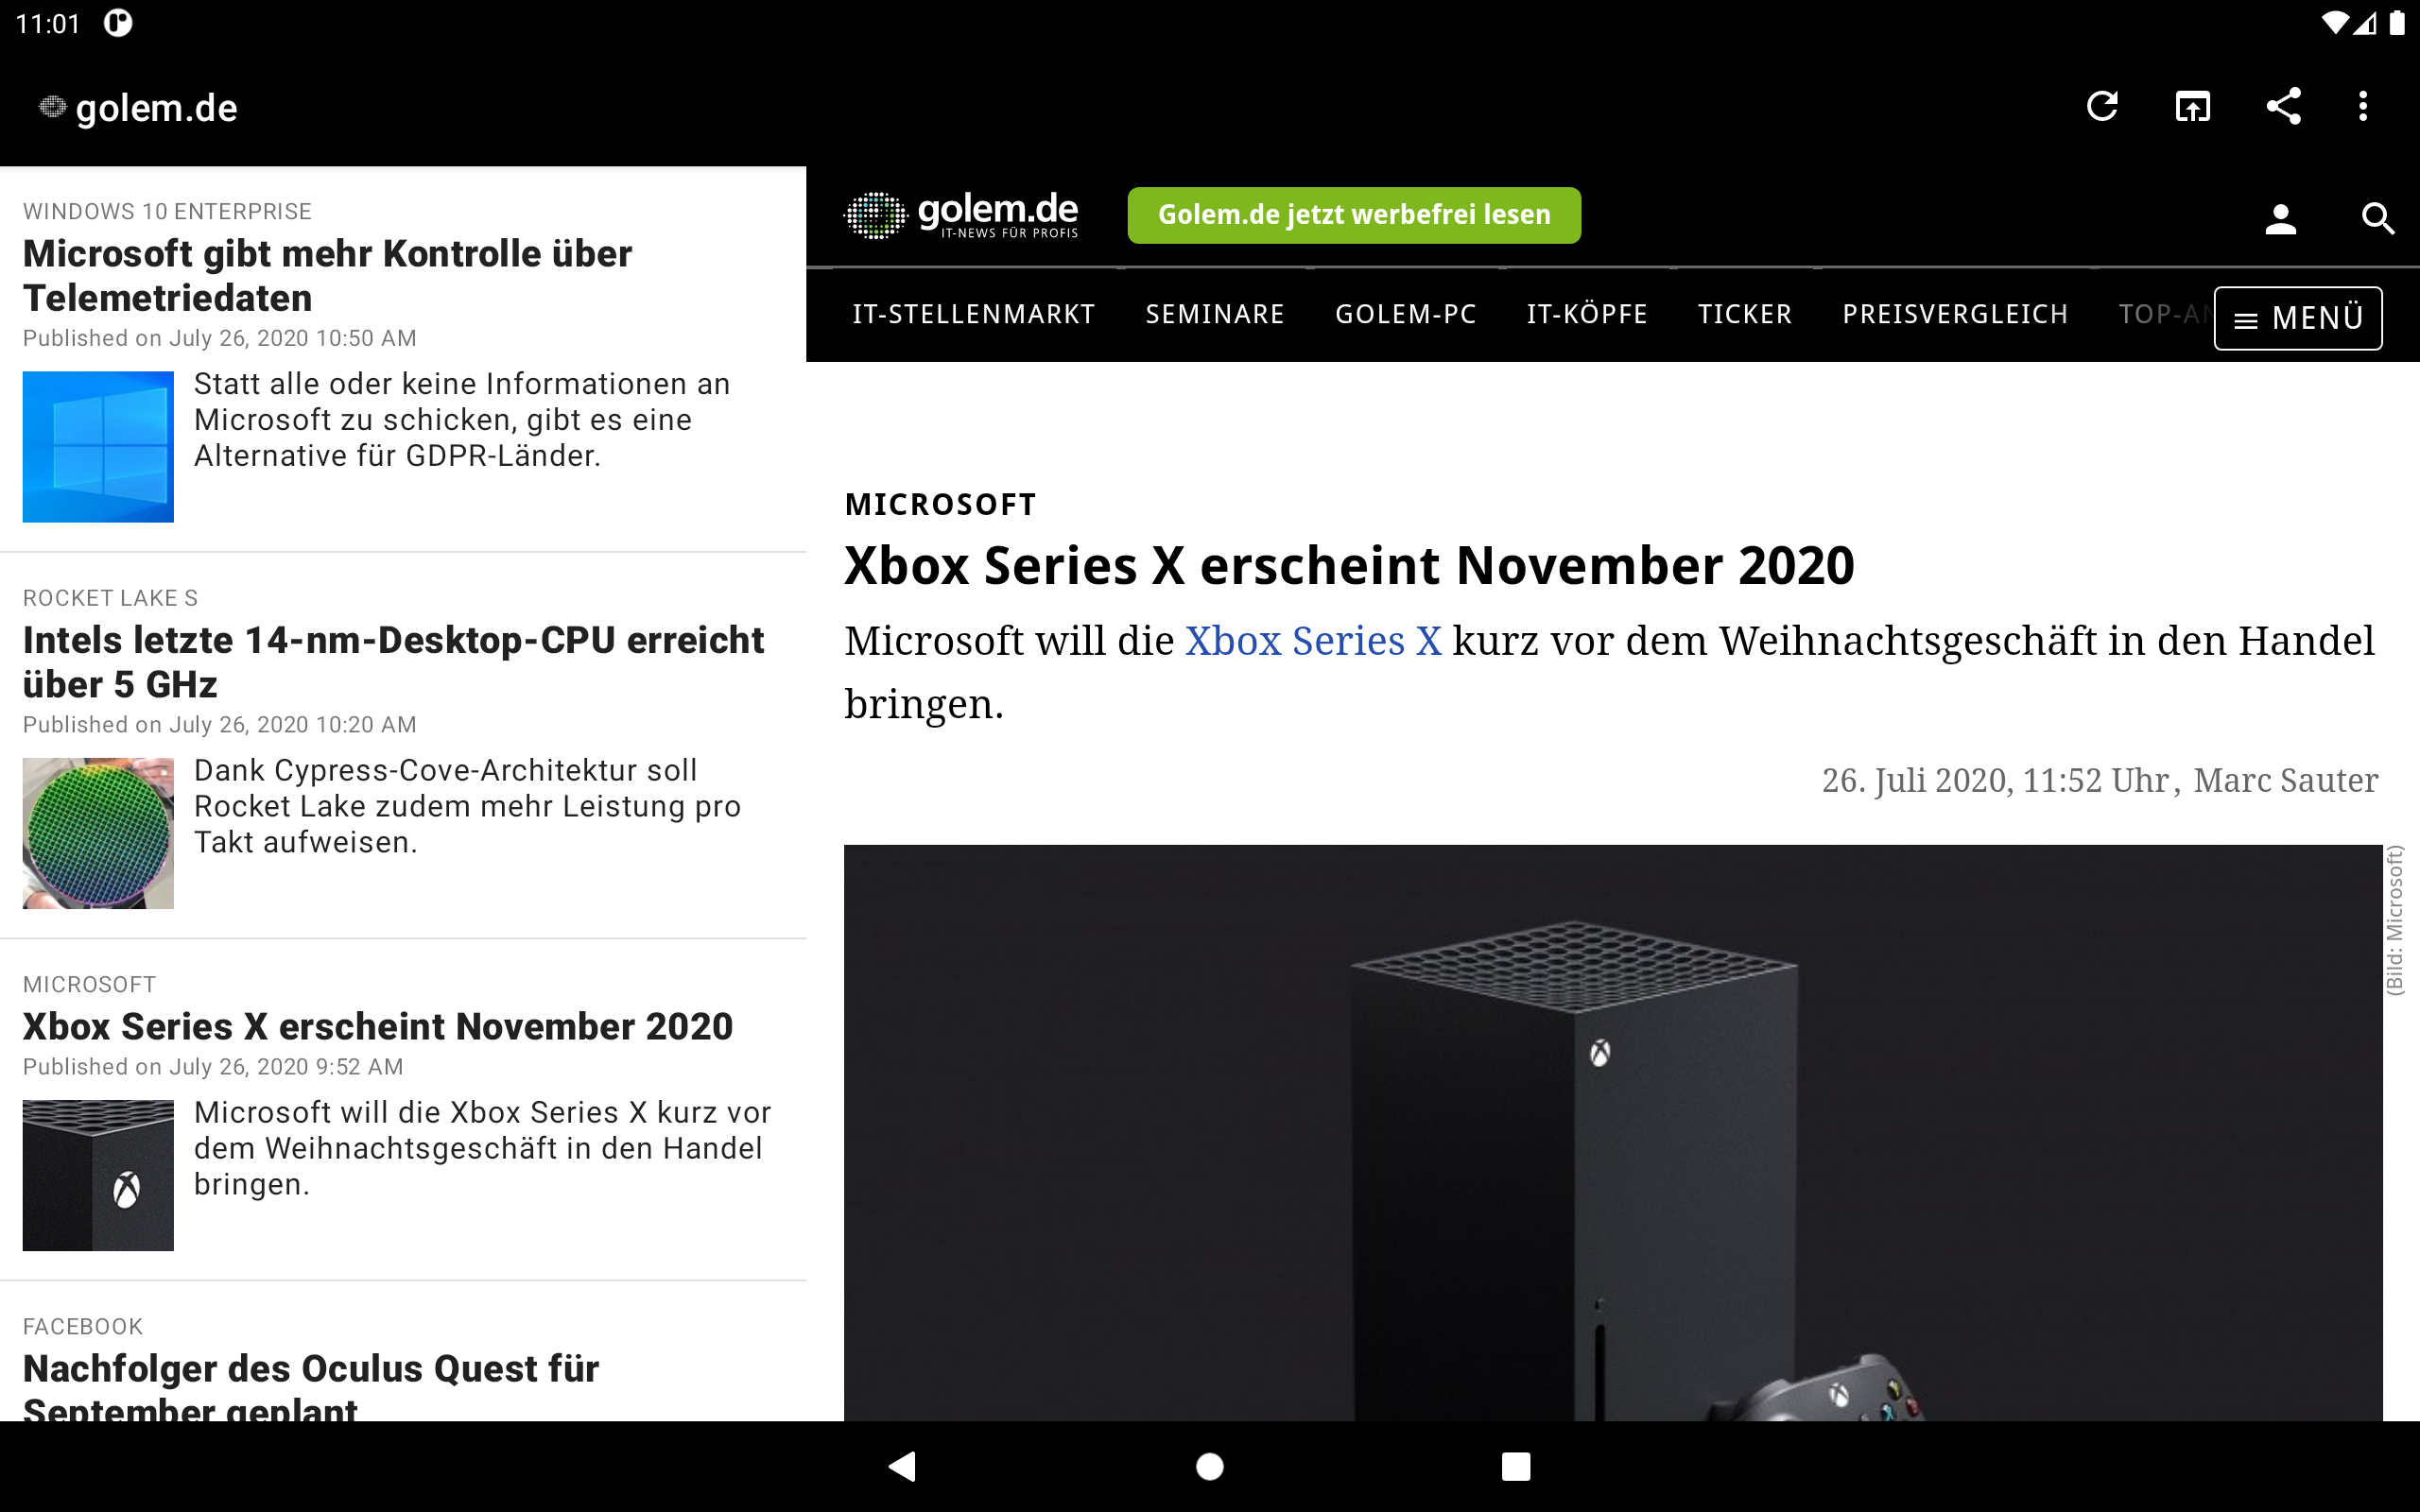 11:01
golem.de
WINDOWS 10 ENTERPRISE
Microsoft gibt mehr Kontrolle über
Telemetriedaten
Published on July 26, 2020 10:50 AM
Statt alle oder keine Informationen an
Microsoft zu schicken, gibt es eine
Alternative für GDPR-Länder.
ROCKET LAKE S
Intels letzte 14-nm-Desktop-CPU erreicht
über 5 GHz
Published on July 26, 2020 10:20 AM
Dank Cypress-Cove-Architektur soll
Rocket Lake zudem mehr Leistung pro
Takt aufweisen.
MICROSOFT
Xbox Series X erscheint November 2020
Published on July 26, 2020 9:52 AM
Microsoft will die Xbox Series X kurz vor
dem Weihnachtsgeschäft in den Handel
bringen.
FACEBOOK
Nachfolger des Oculus Quest für
September geplant
golem.de
IT-NEWS FÜR PROFIS
Golem.de jetzt werbefrei lesen
IT-STELLENMARKT SEMINARE GOLEM-PC IT-KÖPFE TICKER PREISVERGLEICH TOP-AN MENÜ
MICROSOFT
Xbox Series X erscheint November 2020
Microsoft will die Xbox Series X kurz vor dem Weihnachtsgeschäft in den Handel
bringen.
26. Juli 2020, 11:52 Uhr, Marc Sauter
(Bild: Microsoft)